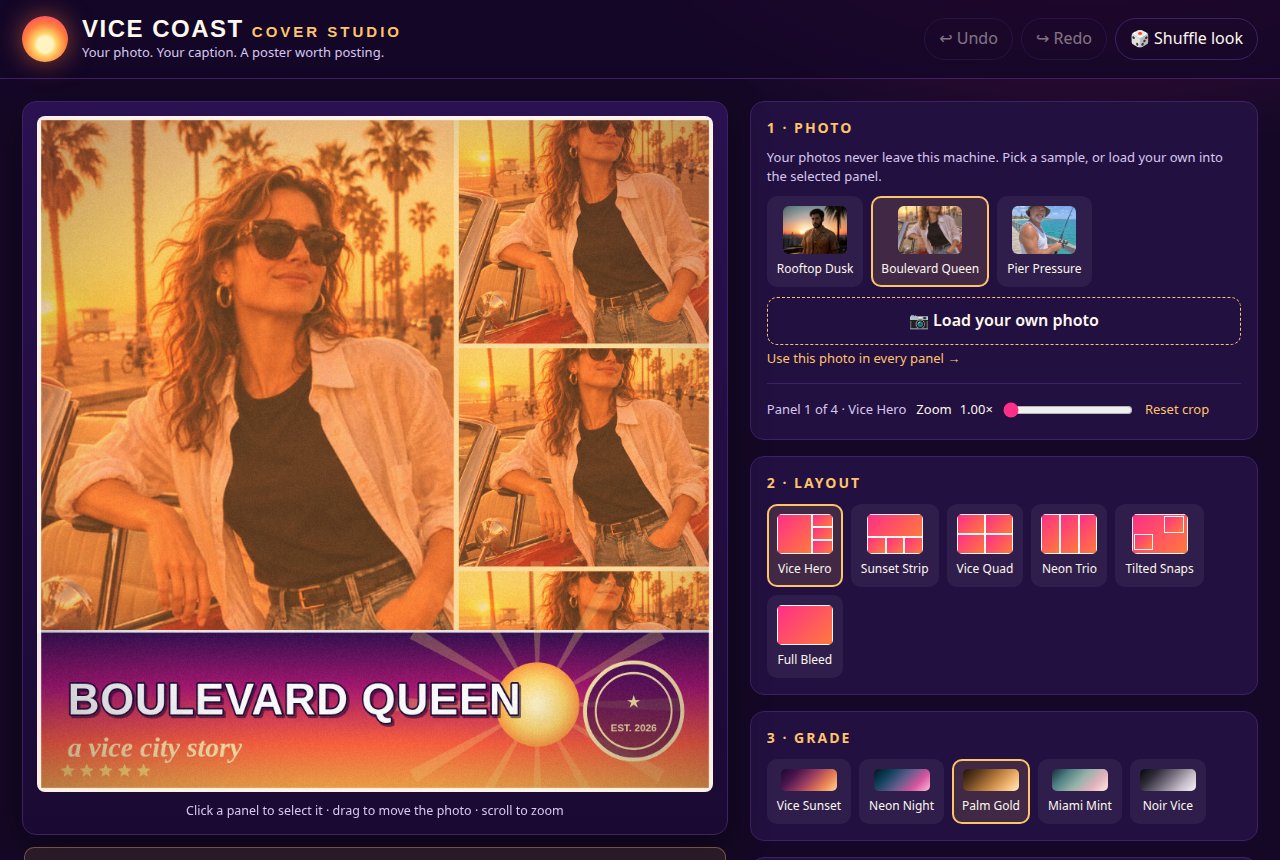 VICE COAST COVER STUDIO
Your photo. Your caption. A poster worth posting.
↩ Undo
↪ Redo
🎲 Shuffle look
BOULEVARD QUEEN
a vice city story
★★★★★
★
EST. 2026
Click a panel to select it · drag to move the photo · scroll to zoom
1 · PHOTO
Your photos never leave this machine. Pick a sample, or load your own into
the selected panel.
Rooftop Dusk
Boulevard Queen
Pier Pressure
📷 Load your own photo
Use this photo in every panel →
Panel 1 of 4 · Vice Hero Zoom 1.00× Reset crop
2 · LAYOUT
Vice Hero
Sunset Strip
Vice Quad
Neon Trio
Tilted Snaps
Full Bleed
3 · GRADE
Vice Sunset
Neon Night
Palm Gold
Miami Mint
Noir Vice